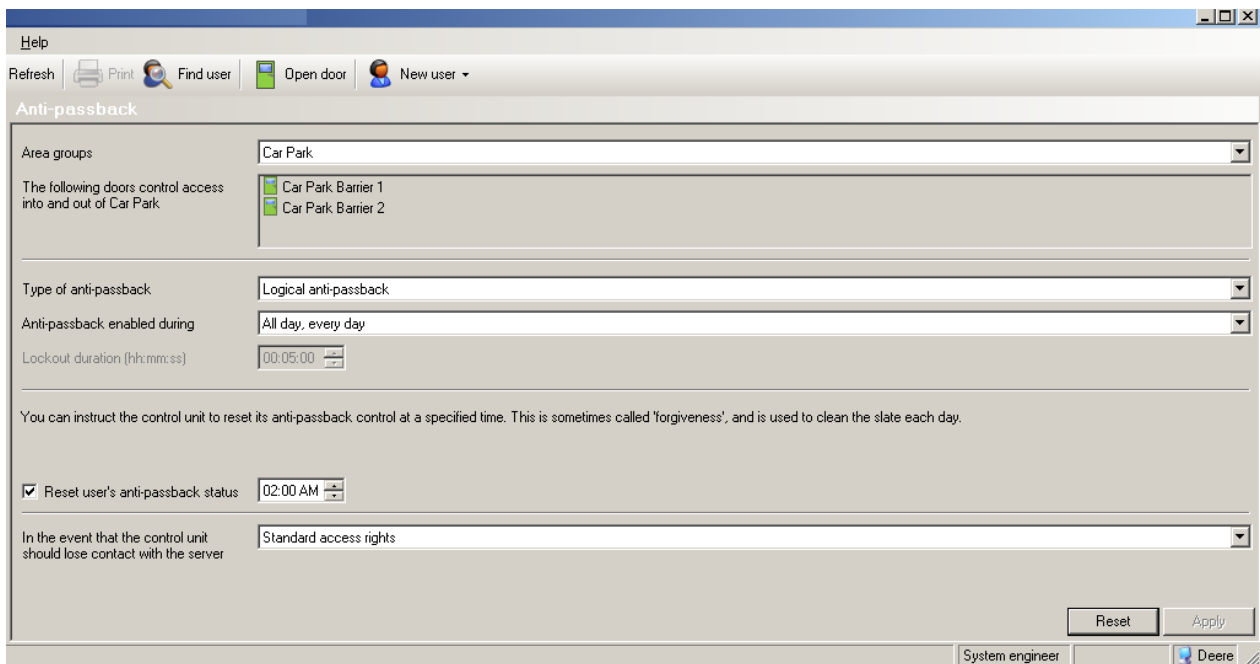 Help
Refresh Print Find user Open door New user
Anti-passback
Area groups Car Park
The following doors control access
into and out of Car Park
Car Park Barrier 1
Car Park Barrier 2
Type of anti-passback Logical anti-passback
Anti-passback enabled during All day, every day
Lockout duration (hh:mm:ss) 00:05:00
You can instruct the control unit to reset its anti-passback control at a specified time. This is sometimes called 'forgiveness', and is used to clean the slate each day.
Reset user's anti-passback status 02:00 AM
In the event that the control unit
should lose contact with the server
Standard access rights
Reset Apply
System engineer Deere